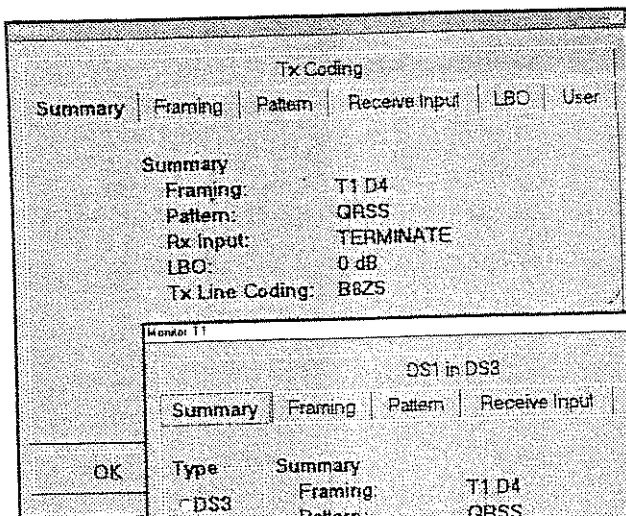 Tx Coding
Summary Framing Pattern Receive Input LBO User
Summary
Framing: T1 D4
Pattern: QRSS
Rx Input: TERMINATE
LBO: 0 dB
Tx Line Coding: B8ZS
Monitor T1
DS1 in DS3
Summary Framing Pattern Receive Input
OK Type Summary
Framing: T1 D4
DS3
Pattern: QRSS